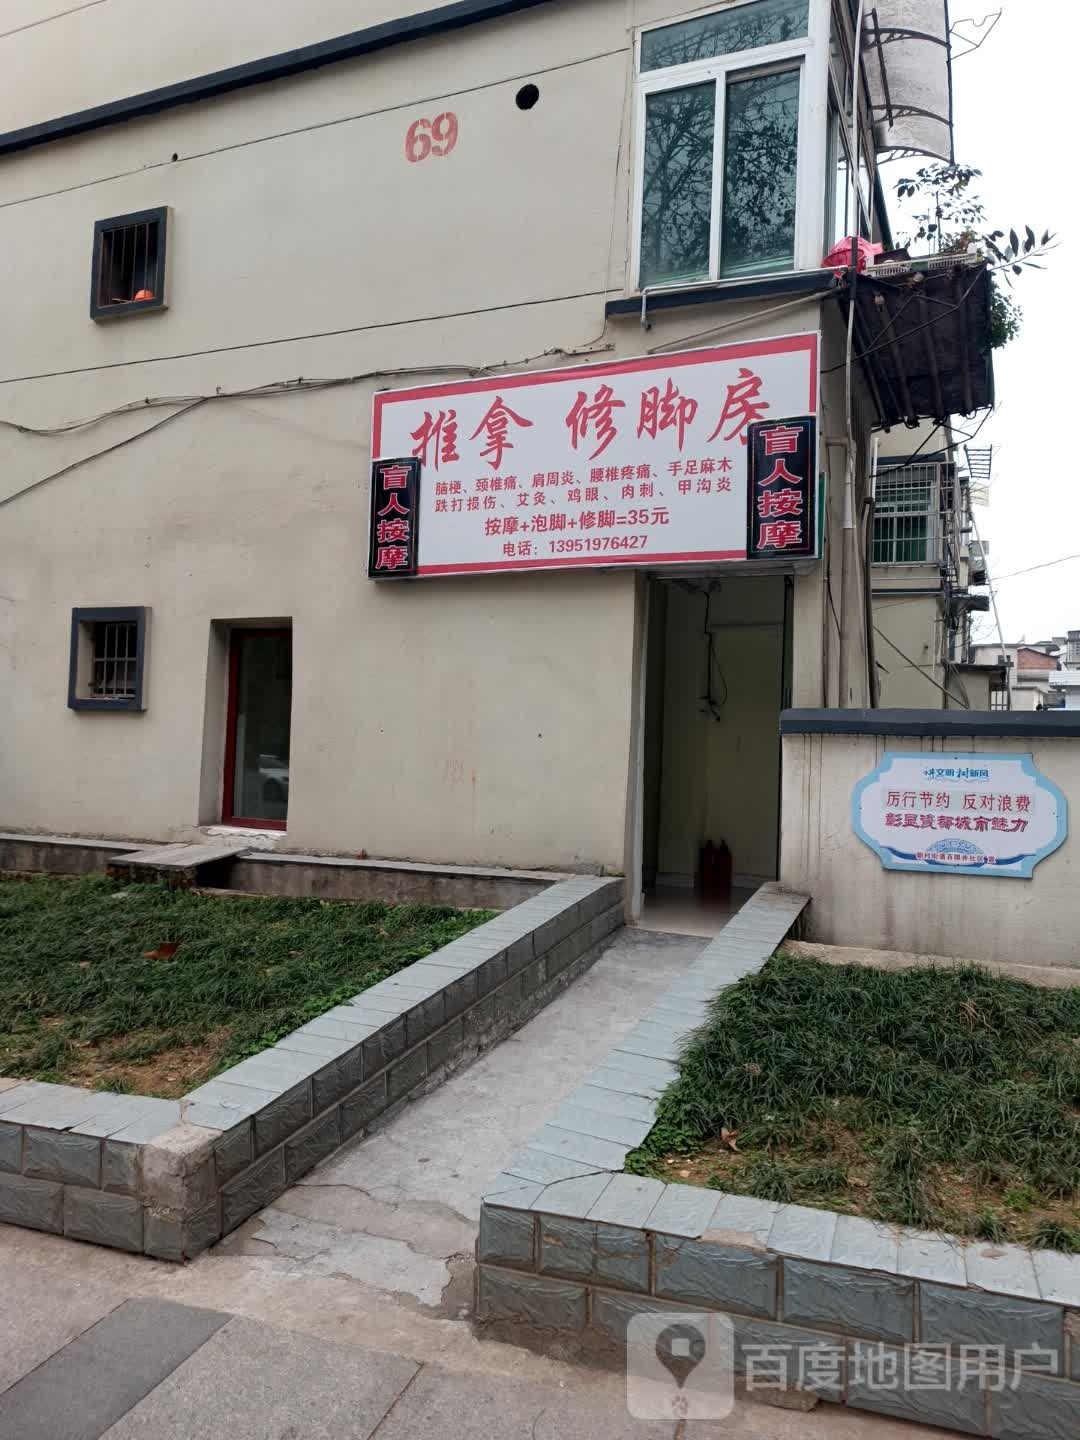 69
推拿 修脚房
盲人按摩
脑梗、颈椎痛、肩周炎、腰椎疼痛、手足麻木
跌打损伤、艾灸、鸡眼、肉刺、甲沟炎
按摩+泡脚+修脚=35元
电话：13951976427
盲人按摩
讲文明 树新风
厉行节约 反对浪费
彰显瓷都城市魅力
百度地图用户